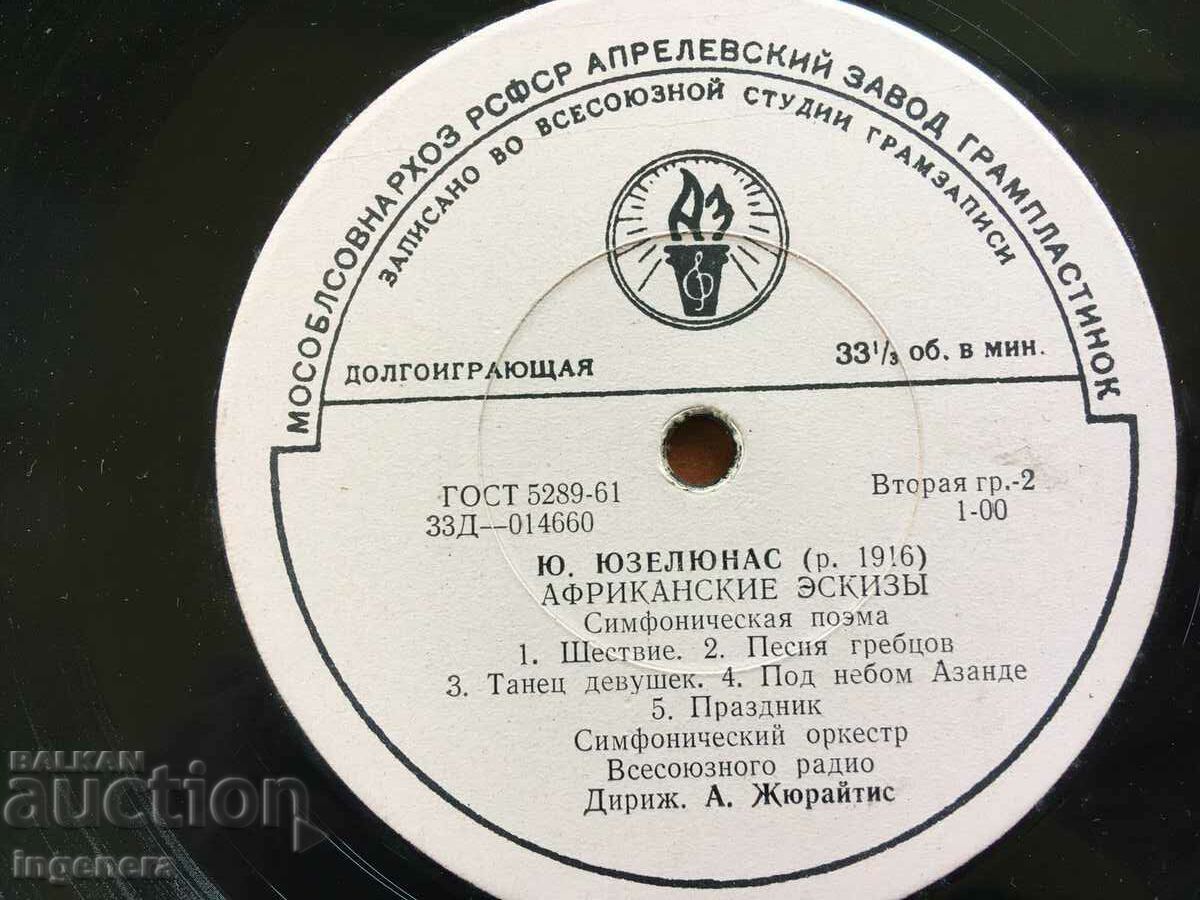 МОСОБЛСОВНАРХОЗ РСФСР АПРЕЛЕВСКИЙ ЗАВОД ГРАМПЛАСТИНОК
ЗАПИСАНО ВО ВСЕСОЮЗНОЙ СТУДИИ ГРАМЗАПИСИ
АЗ
ДОЛГОИГРАЮЩАЯ
33⅓ об. в мин.
ГОСТ 5289-61
Вторая гр.-2
33Д—014660
1-00
Ю. ЮЗЕЛЮНАС (р. 1916)
АФРИКАНСКИЕ ЭСКИЗЫ
Симфоническая поэма
1. Шествие. 2. Песня гребцов
3. Танец девушек. 4. Под небом Азанде
5. Праздник
Симфонический оркестр
Всесоюзного радио
Дириж. А. Жюрайтис
BALKAN
auction
ingenera